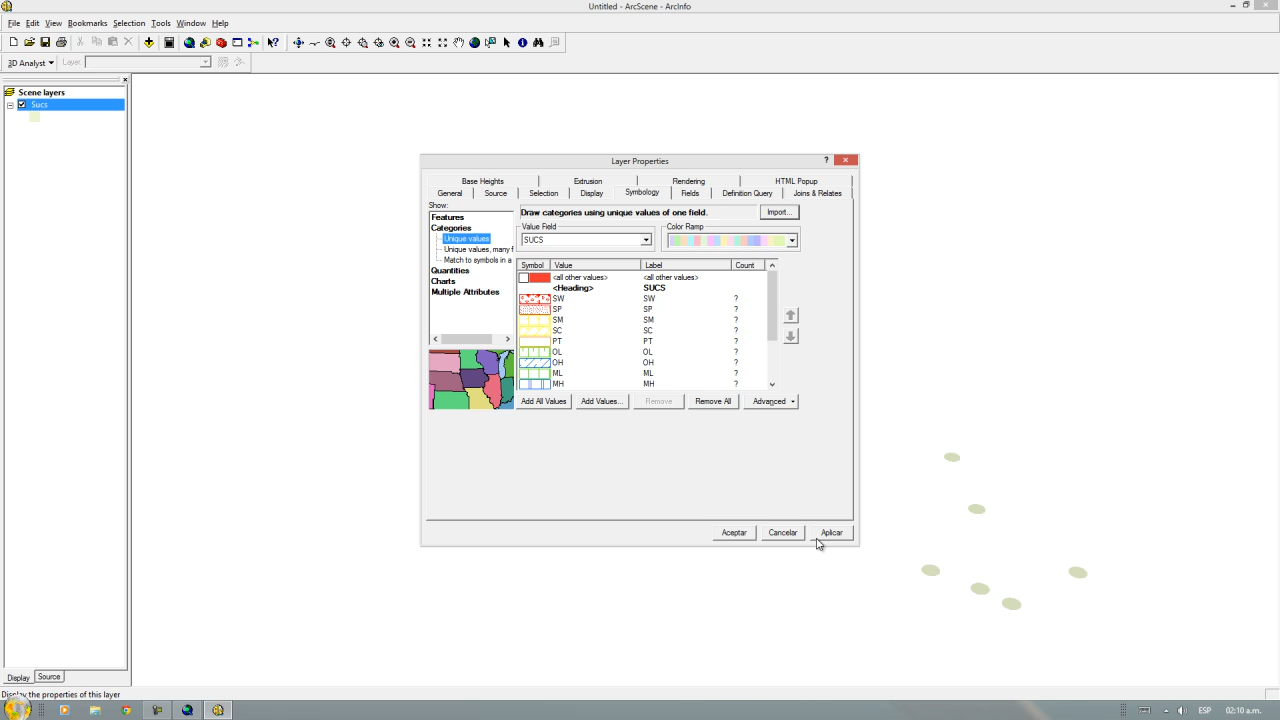 Untitled - ArcScene - ArcInfo
File Edit View Bookmarks Selection Tools Window Help
3D Analyst Layer:
Scene layers
Sucs
Layer Properties
Base Heights Extrusion Rendering HTML Popup
General Source Selection Display Symbology Fields Definition Query Joins & Relates
Show:
Features
Categories
Unique values
Unique values, many f
Match to symbols in a
Quantities
Charts
Multiple Attributes
Draw categories using unique values of one field.
Import...
Value Field
SUCS
Color Ramp
Symbol Value Label Count
<all other values> <all other values>
<Heading> SUCS
SW SW ?
SP SP ?
SM SM ?
SC SC ?
PT PT ?
OL OL ?
OH OH ?
ML ML ?
MH MH ?
Add All Values Add Values... Remove Remove All Advanced
Aceptar Cancelar Aplicar
Display Source
Display the properties of this layer
ESP 02:10 a.m.